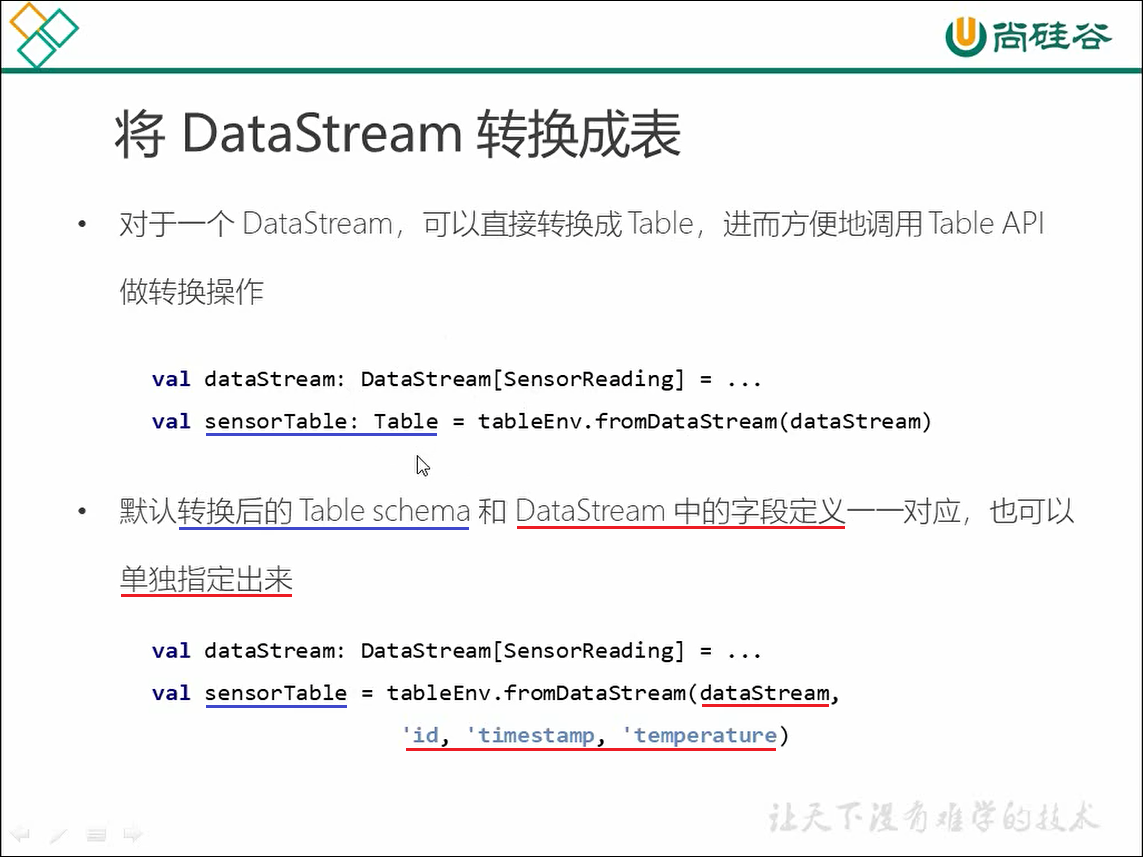 尚硅谷
将 DataStream 转换成表
• 对于一个 DataStream，可以直接转换成 Table，进而方便地调用 Table API
做转换操作
val dataStream: DataStream[SensorReading] = ...
val sensorTable: Table = tableEnv.fromDataStream(dataStream)
• 默认转换后的 Table schema 和 DataStream 中的字段定义一一对应，也可以
单独指定出来
val dataStream: DataStream[SensorReading] = ...
val sensorTable = tableEnv.fromDataStream(dataStream,
'id, 'timestamp, 'temperature)
让天下没有难学的技术